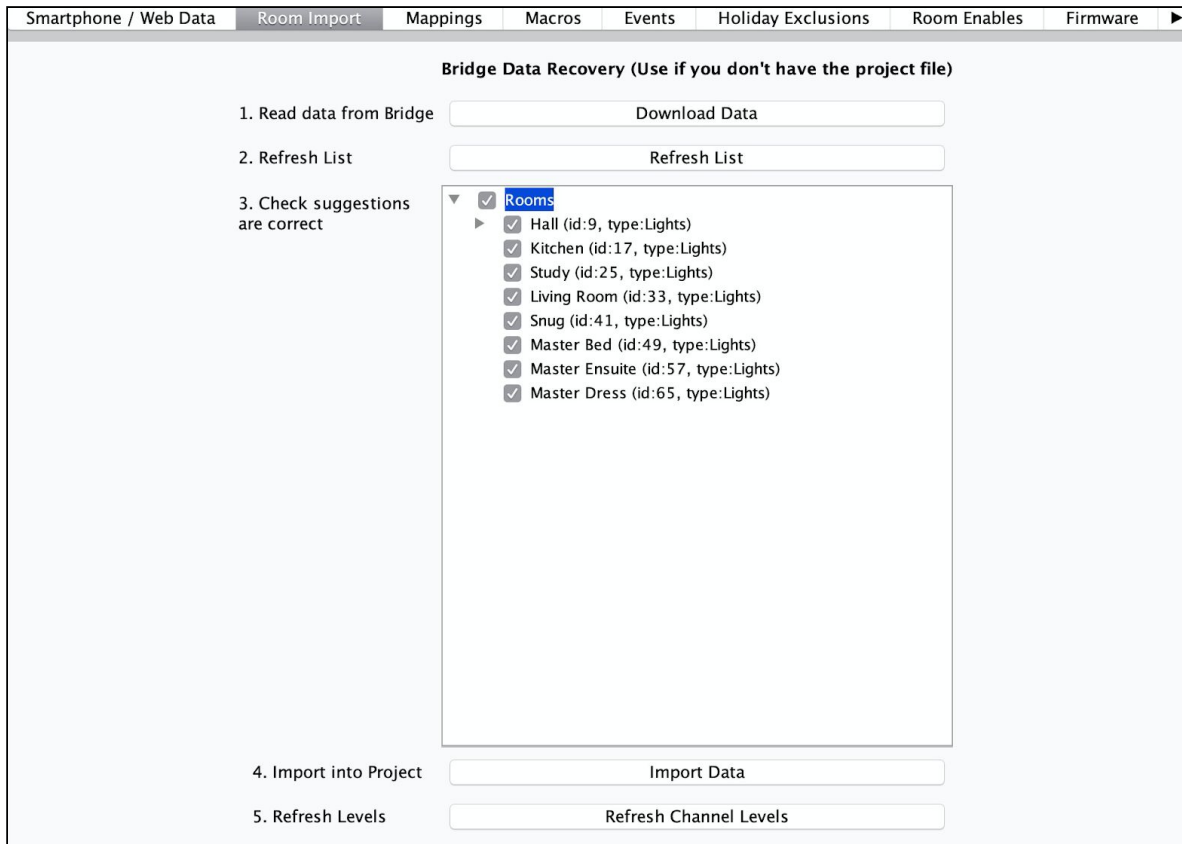 Smartphone / Web Data Room Import Mappings Macros Events Holiday Exclusions Room Enables Firmware
Bridge Data Recovery (Use if you don't have the project file)
1. Read data from Bridge Download Data
2. Refresh List Refresh List
3. Check suggestions
are correct
Rooms
Hall (id:9, type:Lights)
Kitchen (id:17, type:Lights)
Study (id:25, type:Lights)
Living Room (id:33, type:Lights)
Snug (id:41, type:Lights)
Master Bed (id:49, type:Lights)
Master Ensuite (id:57, type:Lights)
Master Dress (id:65, type:Lights)
4. Import into Project Import Data
5. Refresh Levels Refresh Channel Levels